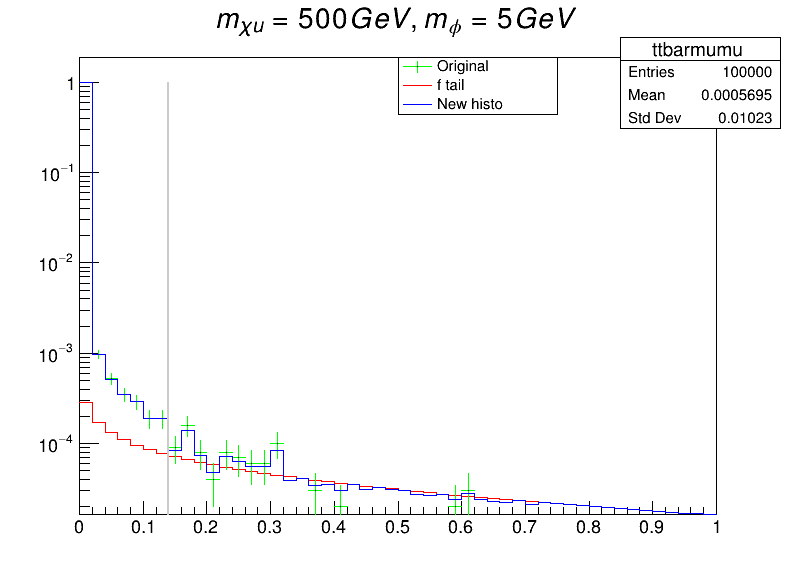 mχu = 500GeV, mϕ = 5GeV
ttbarmumu
Entries 100000
Mean 0.0005695
Std Dev 0.01023
Original
f tail
New histo
1
10⁻¹
10⁻²
10⁻³
10⁻⁴
0 0.1 0.2 0.3 0.4 0.5 0.6 0.7 0.8 0.9 1